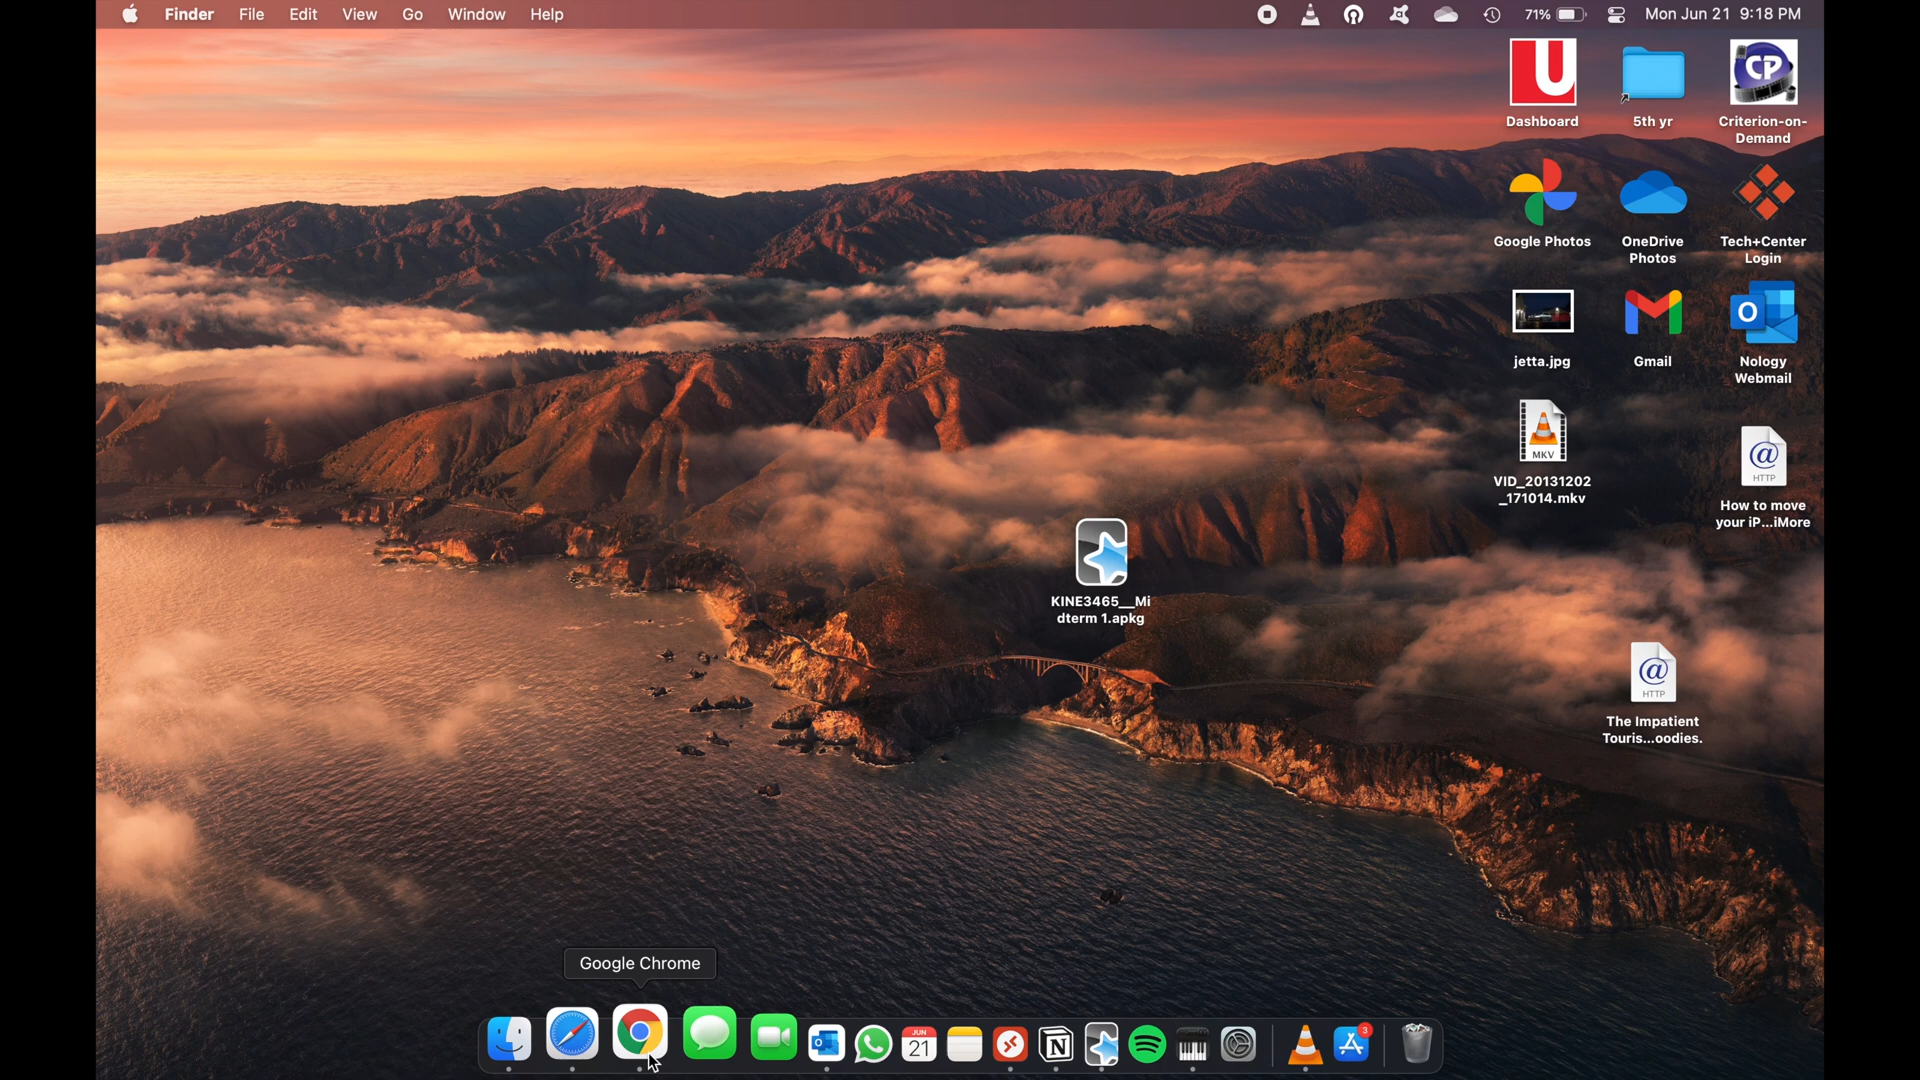 Finder File Edit View Go Window Help 71% Mon Jun 21 9:18 PM
U
Dashboard
5th yr
CP
Criterion-on-
Demand
Google Photos
OneDrive
Photos
Tech+Center
Login
jetta.jpg
Gmail
O
Nology
Webmail
MKV
VID_20131202
_171014.mkv
@
HTTP
How to move
your iP...iMore
KINE3465__Mi
dterm 1.apkg
@
HTTP
The Impatient
Touris...oodies.
Google Chrome
JUN
21
N
3